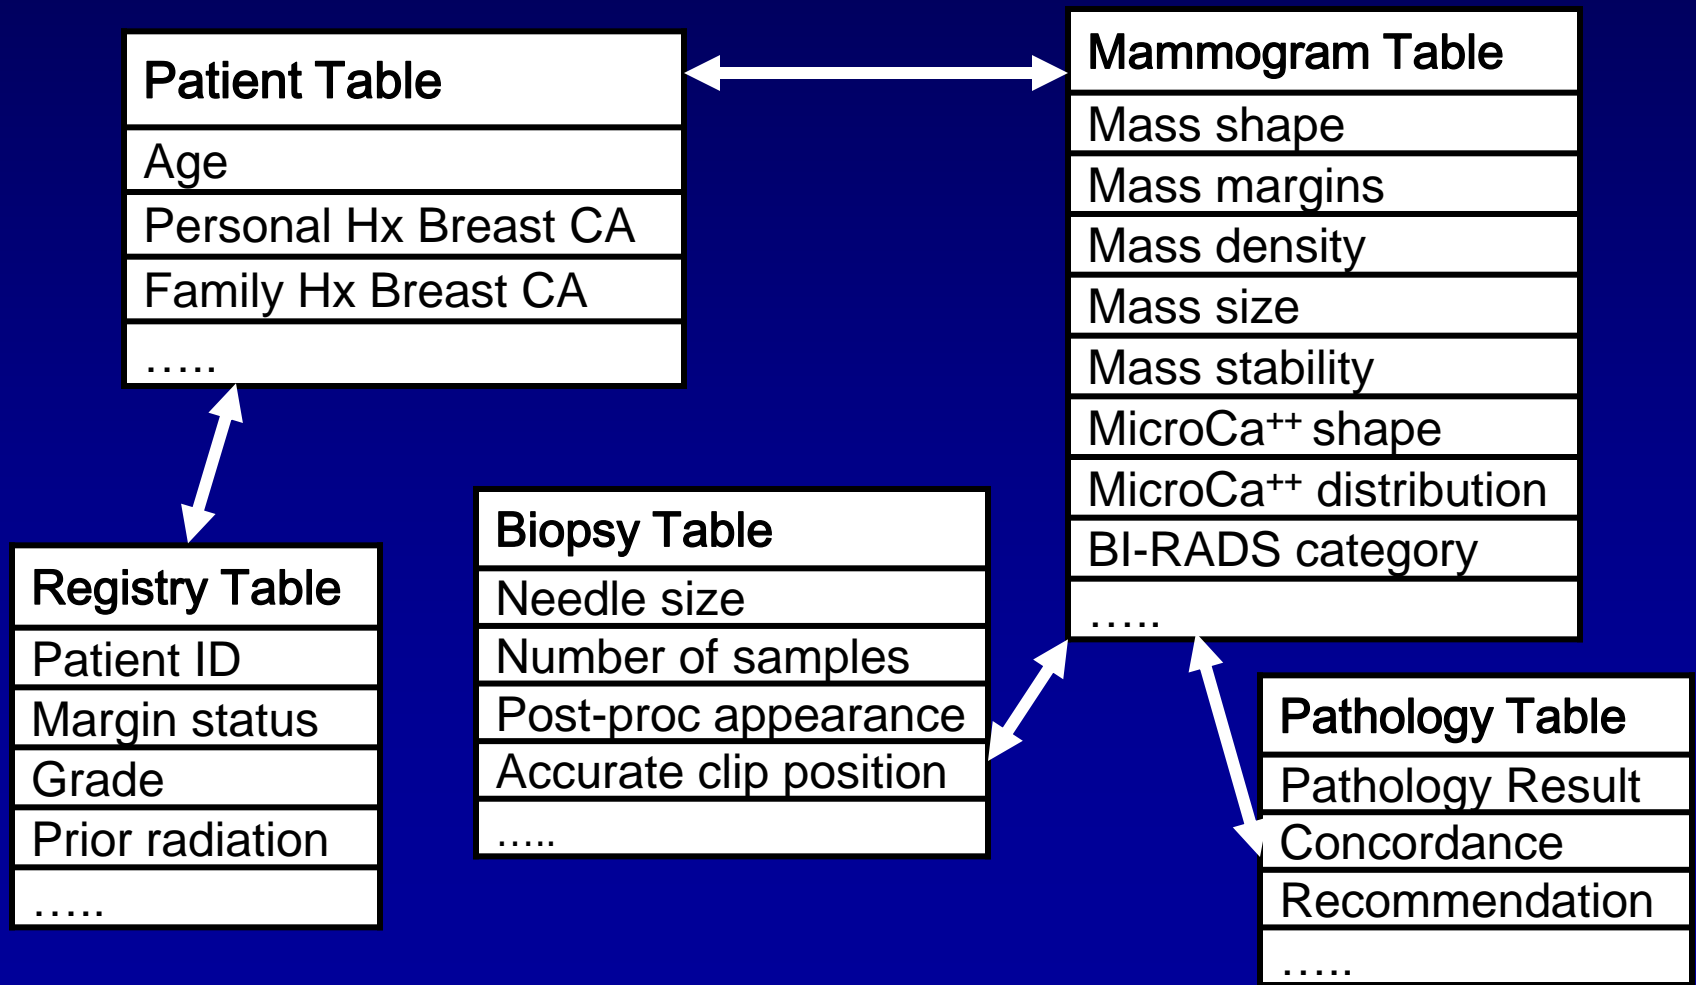 Patient Table
Age
Personal Hx Breast CA
Family Hx Breast CA
.....
Mammogram Table
Mass shape
Mass margins
Mass density
Mass size
Mass stability
MicroCa⁺⁺ shape
MicroCa⁺⁺ distribution
BI-RADS category
.....
Registry Table
Patient ID
Margin status
Grade
Prior radiation
.....
Biopsy Table
Needle size
Number of samples
Post-proc appearance
Accurate clip position
.....
Pathology Table
Pathology Result
Concordance
Recommendation
.....